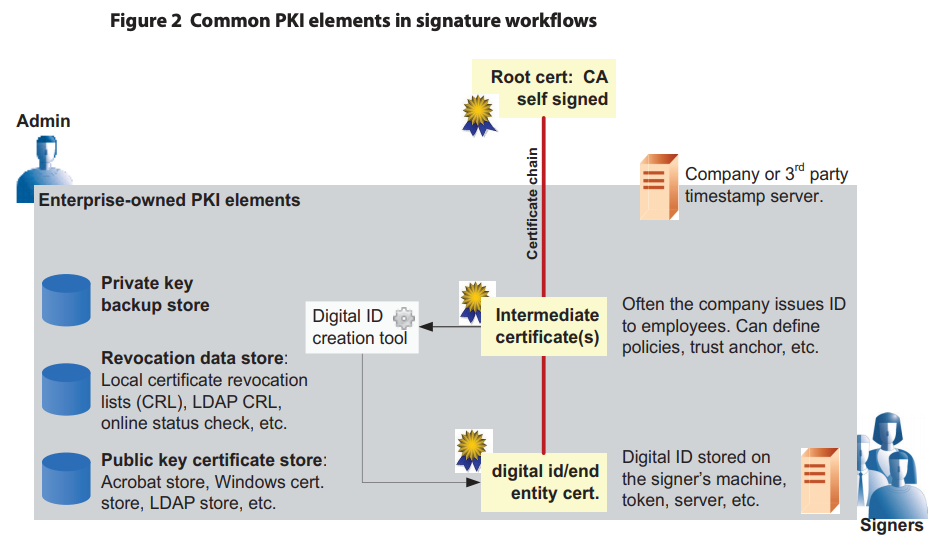 Figure 2 Common PKI elements in signature workflows
Root cert: CA
self signed
Admin
Certificate chain
Company or 3rd party
timestamp server.
Enterprise-owned PKI elements
Private key
backup store
Digital ID
creation tool
Intermediate
certificate(s)
Often the company issues ID
to employees. Can define
policies, trust anchor, etc.
Revocation data store:
Local certificate revocation
lists (CRL), LDAP CRL,
online status check, etc.
Public key certificate store:
Acrobat store, Windows cert.
store, LDAP store, etc.
digital id/end
entity cert.
Digital ID stored on
the signer's machine,
token, server, etc.
Signers